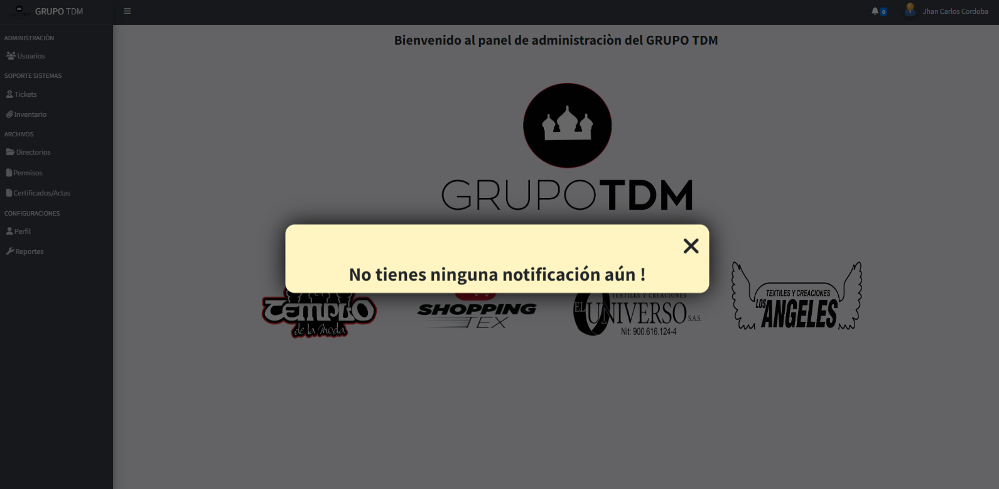 GRUPO TDM
0
Jhan Carlos Cordoba
ADMINISTRACIÒN
Usuarios
SOPORTE SISTEMAS
Tickets
Inventario
ARCHIVOS
Directorios
Permisos
Certificados/Actas
CONFIGURACIONES
Perfil
Reportes
Bienvenido al panel de administraciòn del GRUPO TDM
GRUPOTDM
No tienes ninguna notificación aún !
TEMPLO
de la Moda
SHOPPING
TEX
TEXTILES Y CREACIONES
EL UNIVERSO S.A.S.
Nit: 900.616.124-4
TEXTILES Y CREACIONES
LOS ANGELES